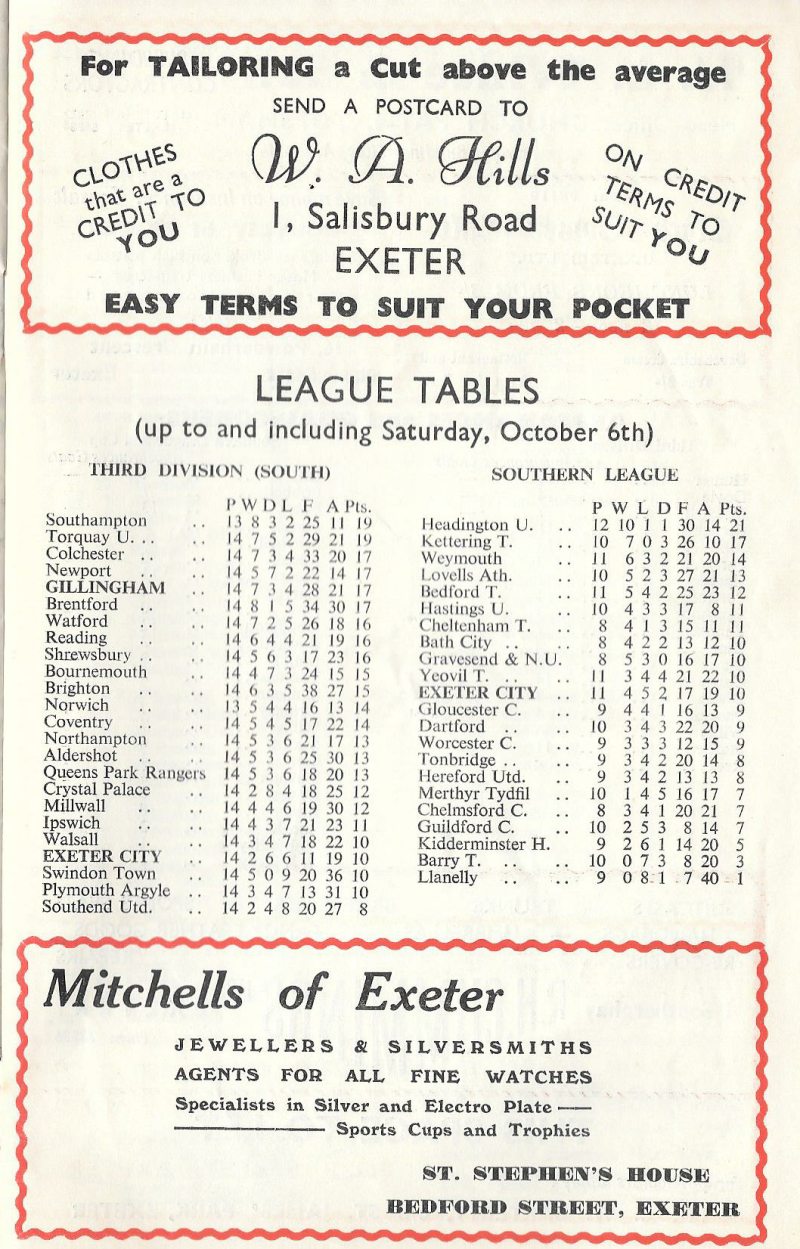 For TAILORING a Cut above the average
SEND A POSTCARD TO
CLOTHES
that are a
CREDIT TO
YOU
W. A. Hills
1, Salisbury Road
EXETER
ON CREDIT
TERMS TO
SUIT YOU
EASY TERMS TO SUIT YOUR POCKET
LEAGUE TABLES
(up to and including Saturday, October 6th)
THIRD DIVISION (SOUTH)
P W D L F A Pts.
Southampton .. 13 8 3 2 25 11 19
Torquay U. .. .. 14 7 5 2 29 21 19
Colchester .. 14 7 3 4 33 20 17
Newport .. .. 14 5 7 2 22 14 17
GILLINGHAM .. 14 7 3 4 28 21 17
Brentford .. .. 14 8 1 5 34 30 17
Watford .. .. 14 7 2 5 26 18 16
Reading .. .. 14 6 4 4 21 19 16
Shrewsbury .. .. 14 5 6 3 17 23 16
Bournemouth .. 14 4 7 3 24 15 15
Brighton .. .. 14 6 3 5 38 27 15
Norwich .. .. 13 5 4 4 16 13 14
Coventry .. .. 14 5 4 5 17 22 14
Northampton .. 14 5 3 6 21 17 13
Aldershot .. .. 14 5 3 6 25 30 13
Queens Park Rangers 14 5 3 6 18 20 13
Crystal Palace .. 14 2 8 4 18 25 12
Millwall .. .. 14 4 4 6 19 30 12
Ipswich .. .. 14 4 3 7 21 23 11
Walsall .. .. 14 3 4 7 18 22 10
EXETER CITY .. 14 2 6 6 11 19 10
Swindon Town .. 14 5 0 9 20 36 10
Plymouth Argyle .. 14 3 4 7 13 31 10
Southend Utd. .. 14 2 4 8 20 27 8
SOUTHERN LEAGUE
P W L D F A Pts.
Headington U. .. 12 10 1 1 30 14 21
Kettering T. .. 10 7 0 3 26 10 17
Weymouth .. 11 6 3 2 21 20 14
Lovells Ath. .. 10 5 2 3 27 21 13
Bedford T. .. 11 5 4 2 25 23 12
Hastings U. .. 10 4 3 3 17 8 11
Cheltenham T. .. 8 4 1 3 15 11 11
Bath City .. .. 8 4 2 2 13 12 10
Gravesend & N.U. 8 5 3 0 16 17 10
Yeovil T. .. .. 11 3 4 4 21 22 10
EXETER CITY .. 11 4 5 2 17 19 10
Gloucester C. .. 9 4 4 1 16 13 9
Dartford .. .. 10 3 4 3 22 20 9
Worcester C. .. 9 3 3 3 12 15 9
Tonbridge .. .. 9 3 4 2 20 14 8
Hereford Utd. .. 9 3 4 2 13 13 8
Merthyr Tydfil .. 10 1 4 5 16 17 7
Chelmsford C. .. 8 3 4 1 20 21 7
Guildford C. .. 10 2 5 3 8 14 7
Kidderminster H. 9 2 6 1 14 20 5
Barry T. .. .. 10 0 7 3 8 20 3
Llanelly .. .. 9 0 8 1 7 40 1
Mitchells of Exeter
JEWELLERS & SILVERSMITHS
AGENTS FOR ALL FINE WATCHES
Specialists in Silver and Electro Plate —
— Sports Cups and Trophies
ST. STEPHEN'S HOUSE
BEDFORD STREET, EXETER